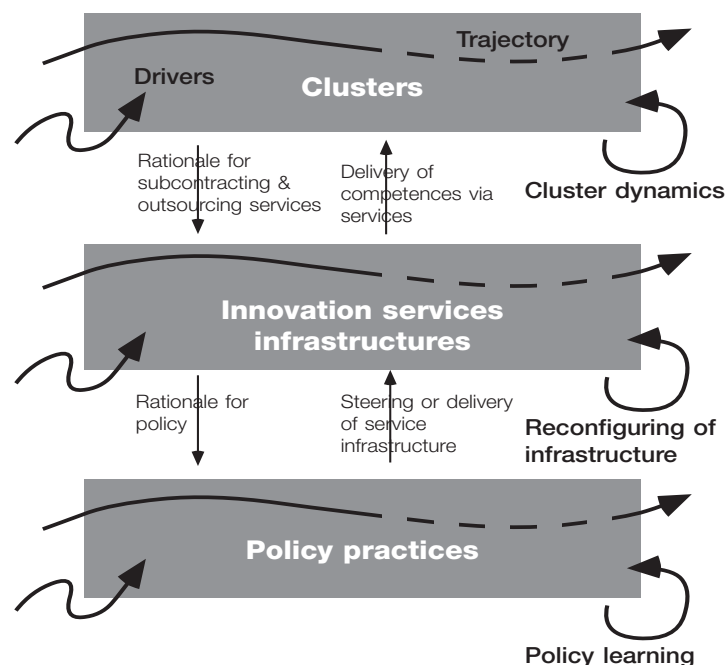 Trajectory
Drivers
Clusters
Rationale for
subcontracting &
outsourcing services
Delivery of
competences via
services
Cluster dynamics
Innovation services
infrastructures
Rationale for
policy
Steering or delivery
of service
infrastructure
Reconfiguring of
infrastructure
Policy practices
Policy learning